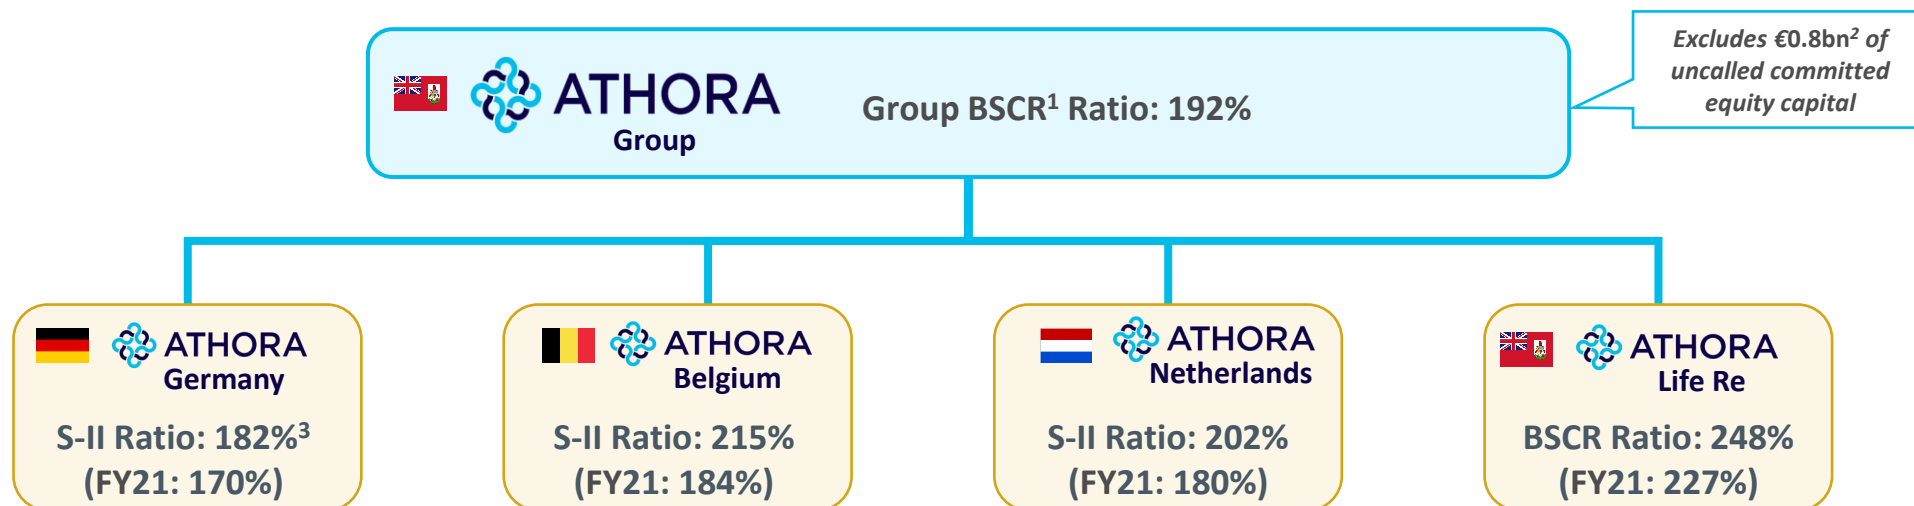 Excludes €0.8bn² of
uncalled committed
equity capital
ATHORA
Group
Group BSCR¹ Ratio: 192%
ATHORA
Germany
S-II Ratio: 182%³
(FY21: 170%)
ATHORA
Belgium
S-II Ratio: 215%
(FY21: 184%)
ATHORA
Netherlands
S-II Ratio: 202%
(FY21: 180%)
ATHORA
Life Re
BSCR Ratio: 248%
(FY21: 227%)